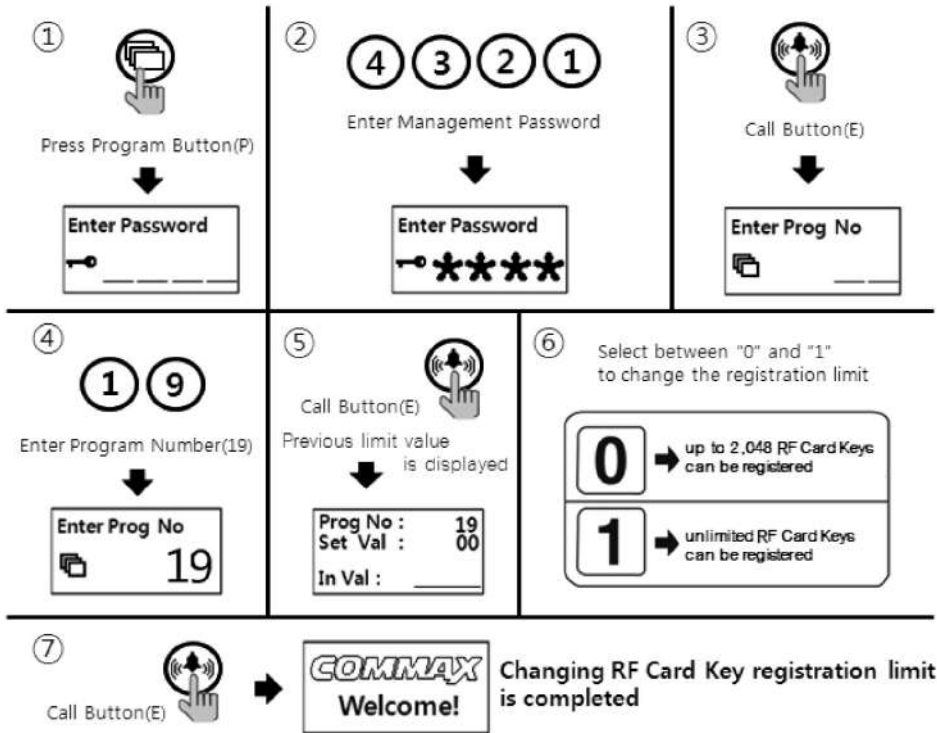 ①
Press Program Button(P)
Enter Password
②
4 3 2 1
Enter Management Password
Enter Password
****
③
Call Button(E)
Enter Prog No
④
1 9
Enter Program Number(19)
Enter Prog No
19
⑤
Call Button(E)
Previous limit value
is displayed
Prog No : 19
Set Val : 00
In Val :
⑥
Select between "0" and "1"
to change the registration limit
0
up to 2,048 RF Card Keys
can be registered
1
unlimited RF Card Keys
can be registered
⑦
Call Button(E)
COMMAX
Welcome!
Changing RF Card Key registration limit
is completed